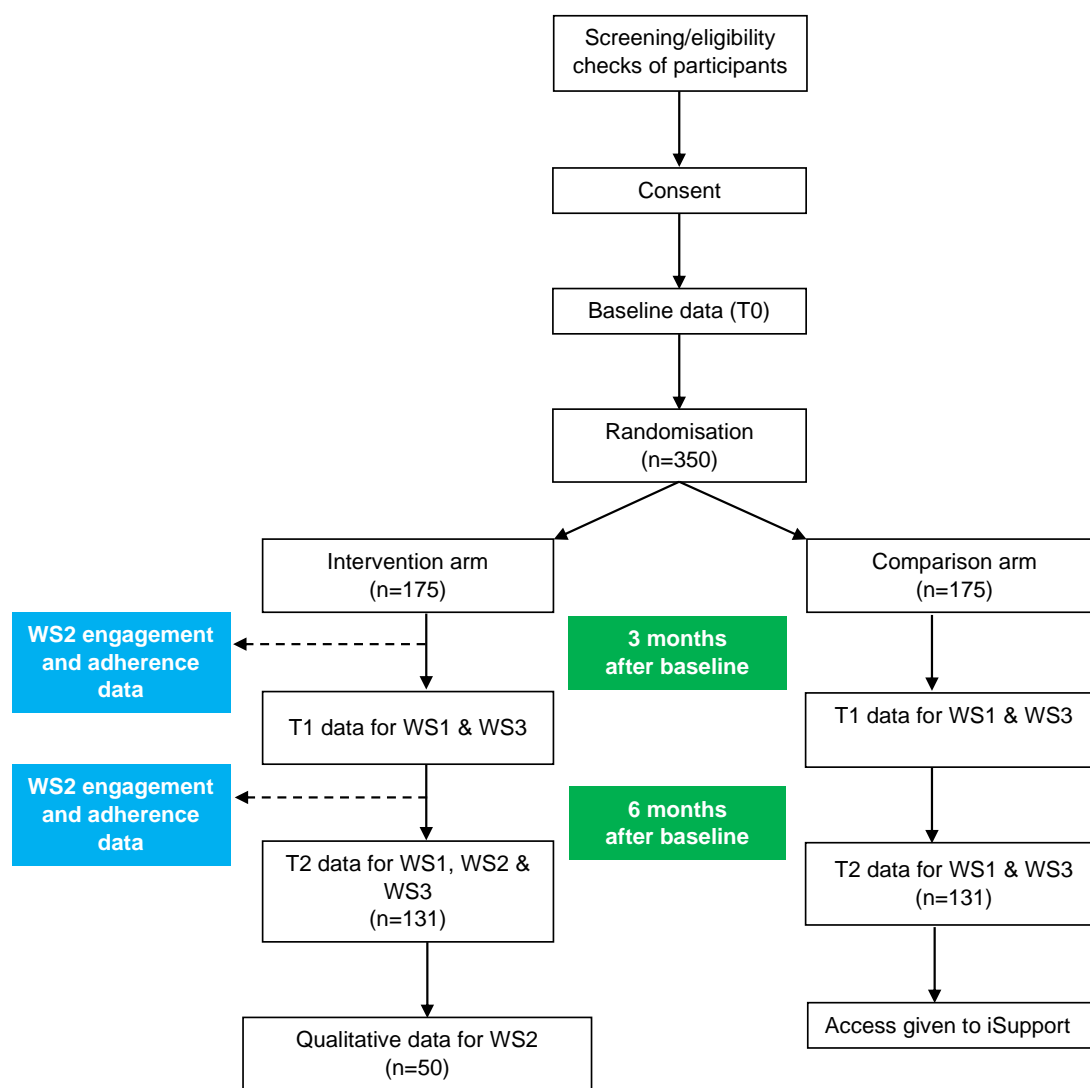 Screening/eligibility
checks of participants
Consent
Baseline data (T0)
Randomisation
(n=350)
Intervention arm
(n=175)
Comparison arm
(n=175)
WS2 engagement
and adherence
data
3 months
after baseline
T1 data for WS1 & WS3
T1 data for WS1 & WS3
WS2 engagement
and adherence
data
6 months
after baseline
T2 data for WS1, WS2 &
WS3
(n=131)
T2 data for WS1 & WS3
(n=131)
Qualitative data for WS2
(n=50)
Access given to iSupport